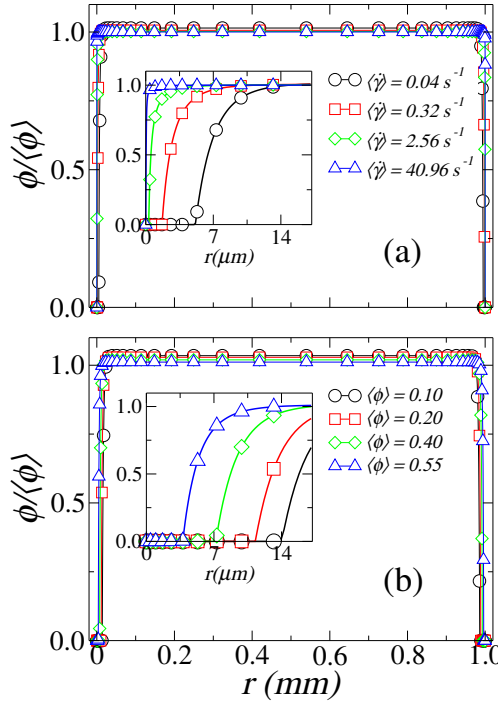 1.0
0.5
0.0
ϕ/⟨ϕ⟩
⟨γ̇⟩ = 0.04 s⁻¹
⟨γ̇⟩ = 0.32 s⁻¹
⟨γ̇⟩ = 2.56 s⁻¹
⟨γ̇⟩ = 40.96 s⁻¹
1.0
0.5
0.0
0 7 14
r(μm)
(a)
1.0
0.5
0.0
ϕ/⟨ϕ⟩
⟨ϕ⟩ = 0.10
⟨ϕ⟩ = 0.20
⟨ϕ⟩ = 0.40
⟨ϕ⟩ = 0.55
1.0
0.5
0.0
0 7 14
r(μm)
(b)
0 0.2 0.4 0.6 0.8 1.0
r (mm)